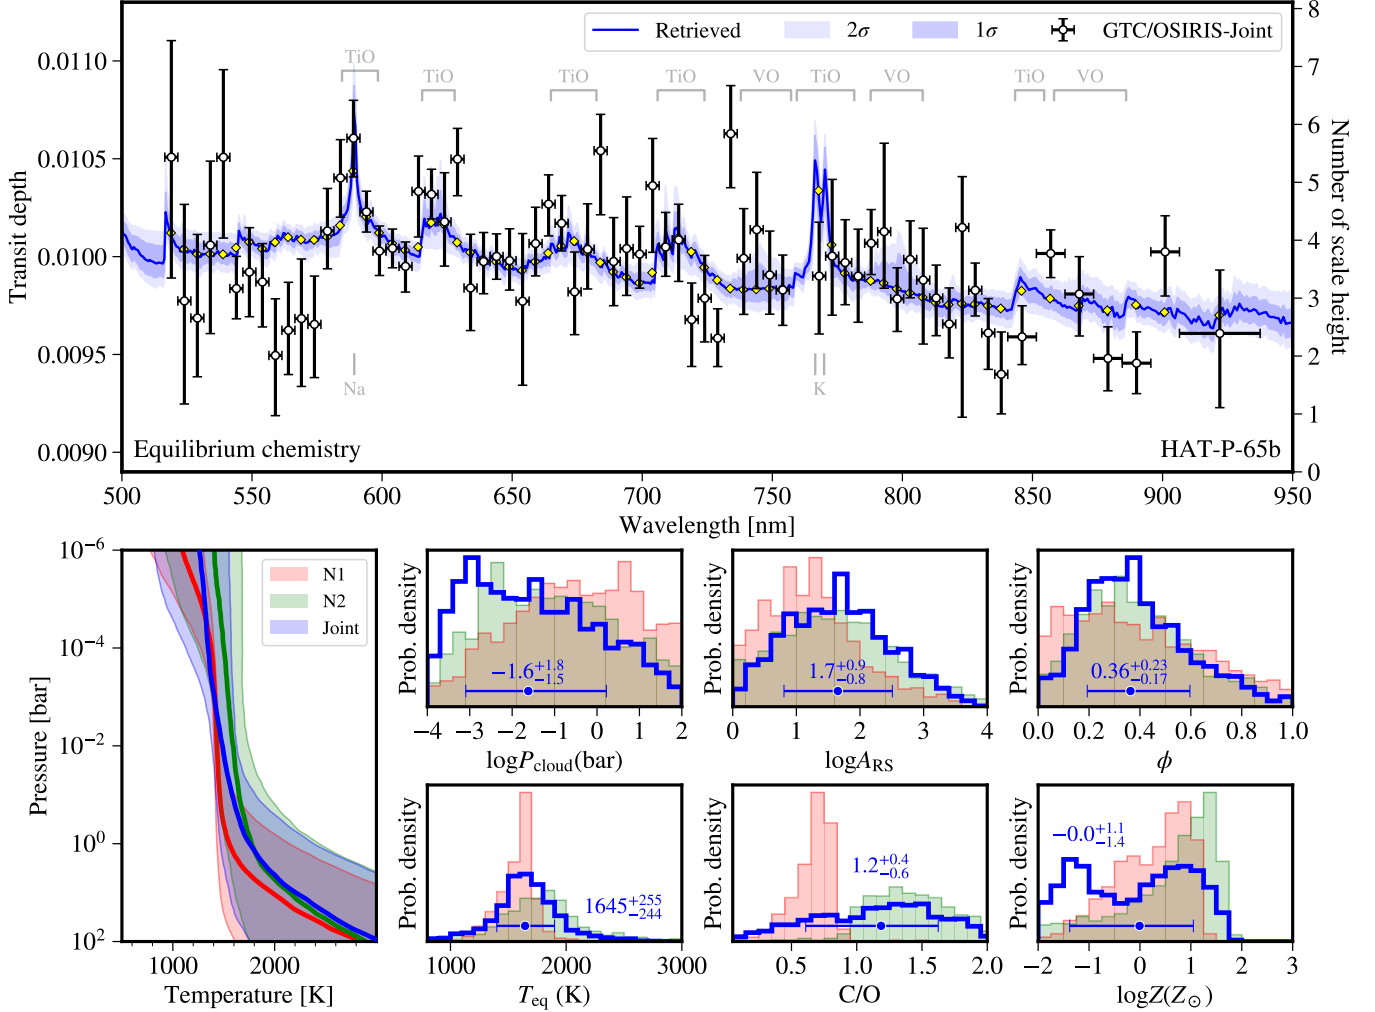 Retrieved 2σ 1σ GTC/OSIRIS-Joint
TiO TiO TiO TiO VO TiO VO TiO VO
Na K
Equilibrium chemistry HAT-P-65b
Transit depth
0.0110
0.0105
0.0100
0.0095
0.0090
Number of scale height
8
7
6
5
4
3
2
1
0
500 550 600 650 700 750 800 850 900 950
Wavelength [nm]
N1
N2
Joint
Pressure [bar]
10⁻⁶
10⁻⁴
10⁻²
10⁰
10²
1000 2000
Temperature [K]
Prob. density
−1.6 +1.8 −1.5
−4 −3 −2 −1 0 1 2
logP_cloud(bar)
Prob. density
1.7 +0.9 −0.8
0 1 2 3 4
logA_RS
Prob. density
0.36 +0.23 −0.17
0.0 0.2 0.4 0.6 0.8 1.0
ϕ
Prob. density
1645 +255 −244
1000 2000 3000
T_eq (K)
Prob. density
1.2 +0.4 −0.6
0.5 1.0 1.5 2.0
C/O
Prob. density
−0.0 +1.1 −1.4
−2 −1 0 1 2 3
logZ(Z_⊙)